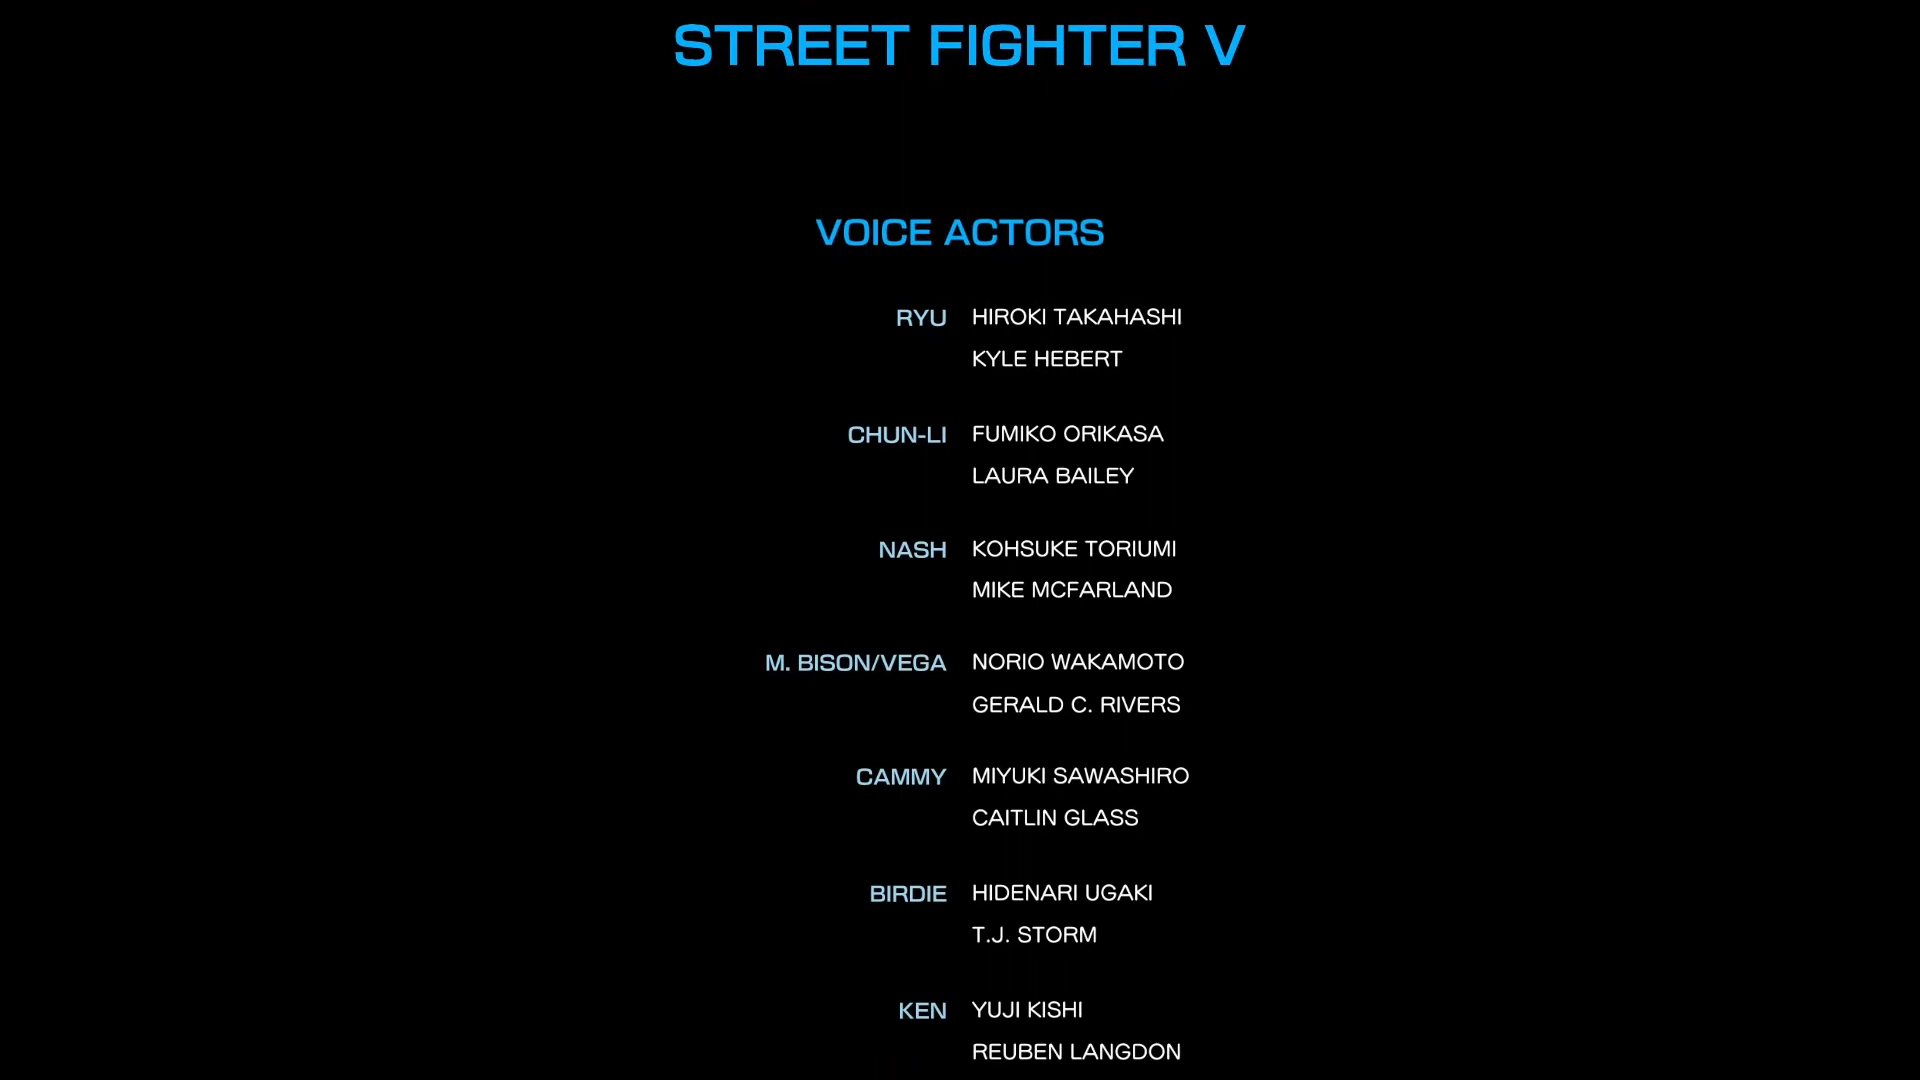 STREET FIGHTER V
VOICE ACTORS
RYU HIROKI TAKAHASHI
KYLE HEBERT
CHUN-LI FUMIKO ORIKASA
LAURA BAILEY
NASH KOHSUKE TORIUMI
MIKE MCFARLAND
M. BISON/VEGA NORIO WAKAMOTO
GERALD C. RIVERS
CAMMY MIYUKI SAWASHIRO
CAITLIN GLASS
BIRDIE HIDENARI UGAKI
T.J. STORM
KEN YUJI KISHI
REUBEN LANGDON